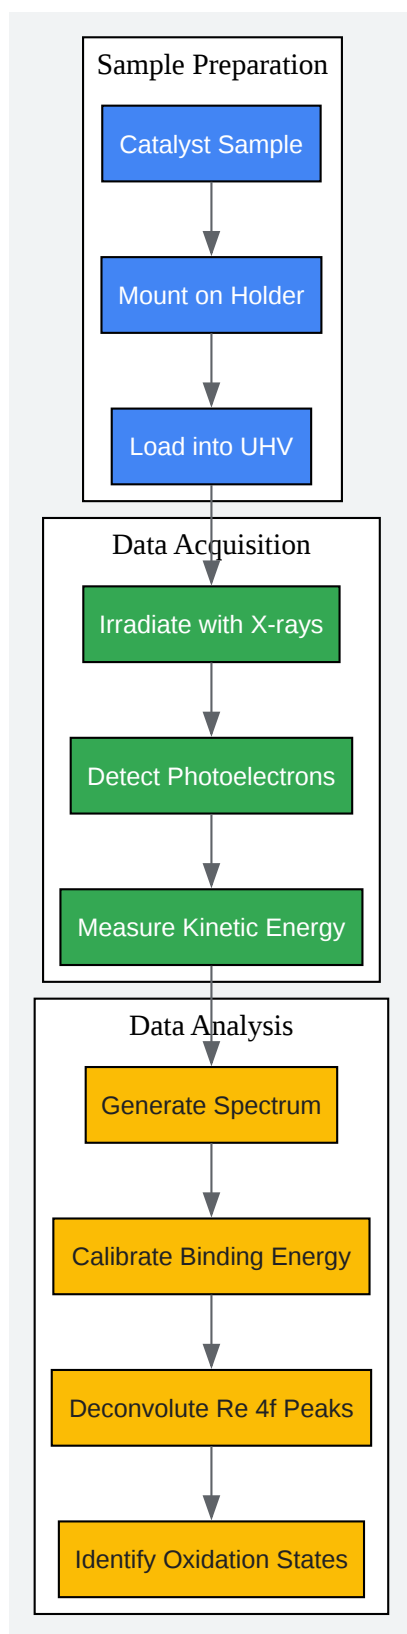 Sample Preparation
Catalyst Sample
Mount on Holder
Load into UHV
Data Acquisition
Irradiate with X-rays
Detect Photoelectrons
Measure Kinetic Energy
Data Analysis
Generate Spectrum
Calibrate Binding Energy
Deconvolute Re 4f Peaks
Identify Oxidation States